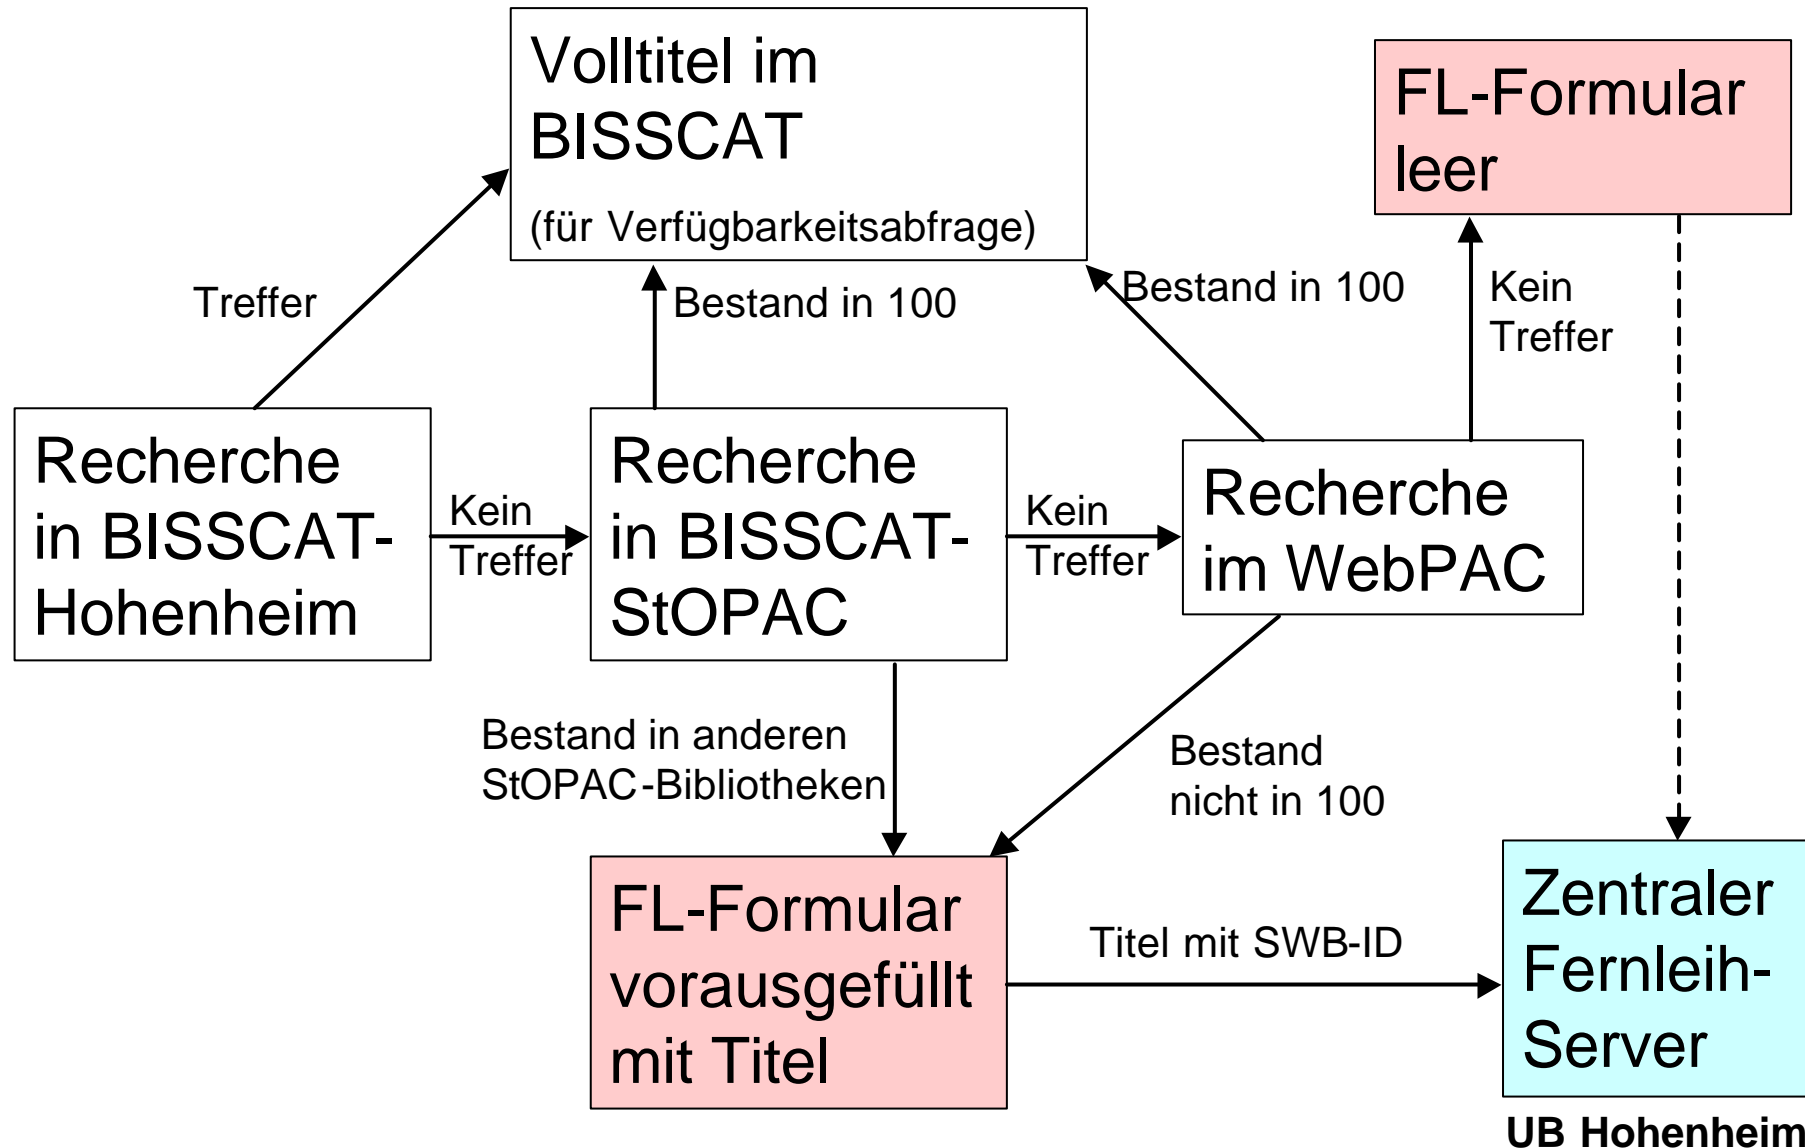 Volltitel im
BISSCAT
(für Verfügbarkeitsabfrage)
FL-Formular
leer
Treffer
Bestand in 100
Bestand in 100
Kein
Treffer
Recherche
in BISSCAT-
Hohenheim
Kein
Treffer
Recherche
in BISSCAT-
StOPAC
Kein
Treffer
Recherche
im WebPAC
Bestand in anderen
StOPAC-Bibliotheken
Bestand
nicht in 100
FL-Formular
vorausgefüllt
mit Titel
Titel mit SWB-ID
Zentraler
Fernleih-
Server
UB Hohenheim